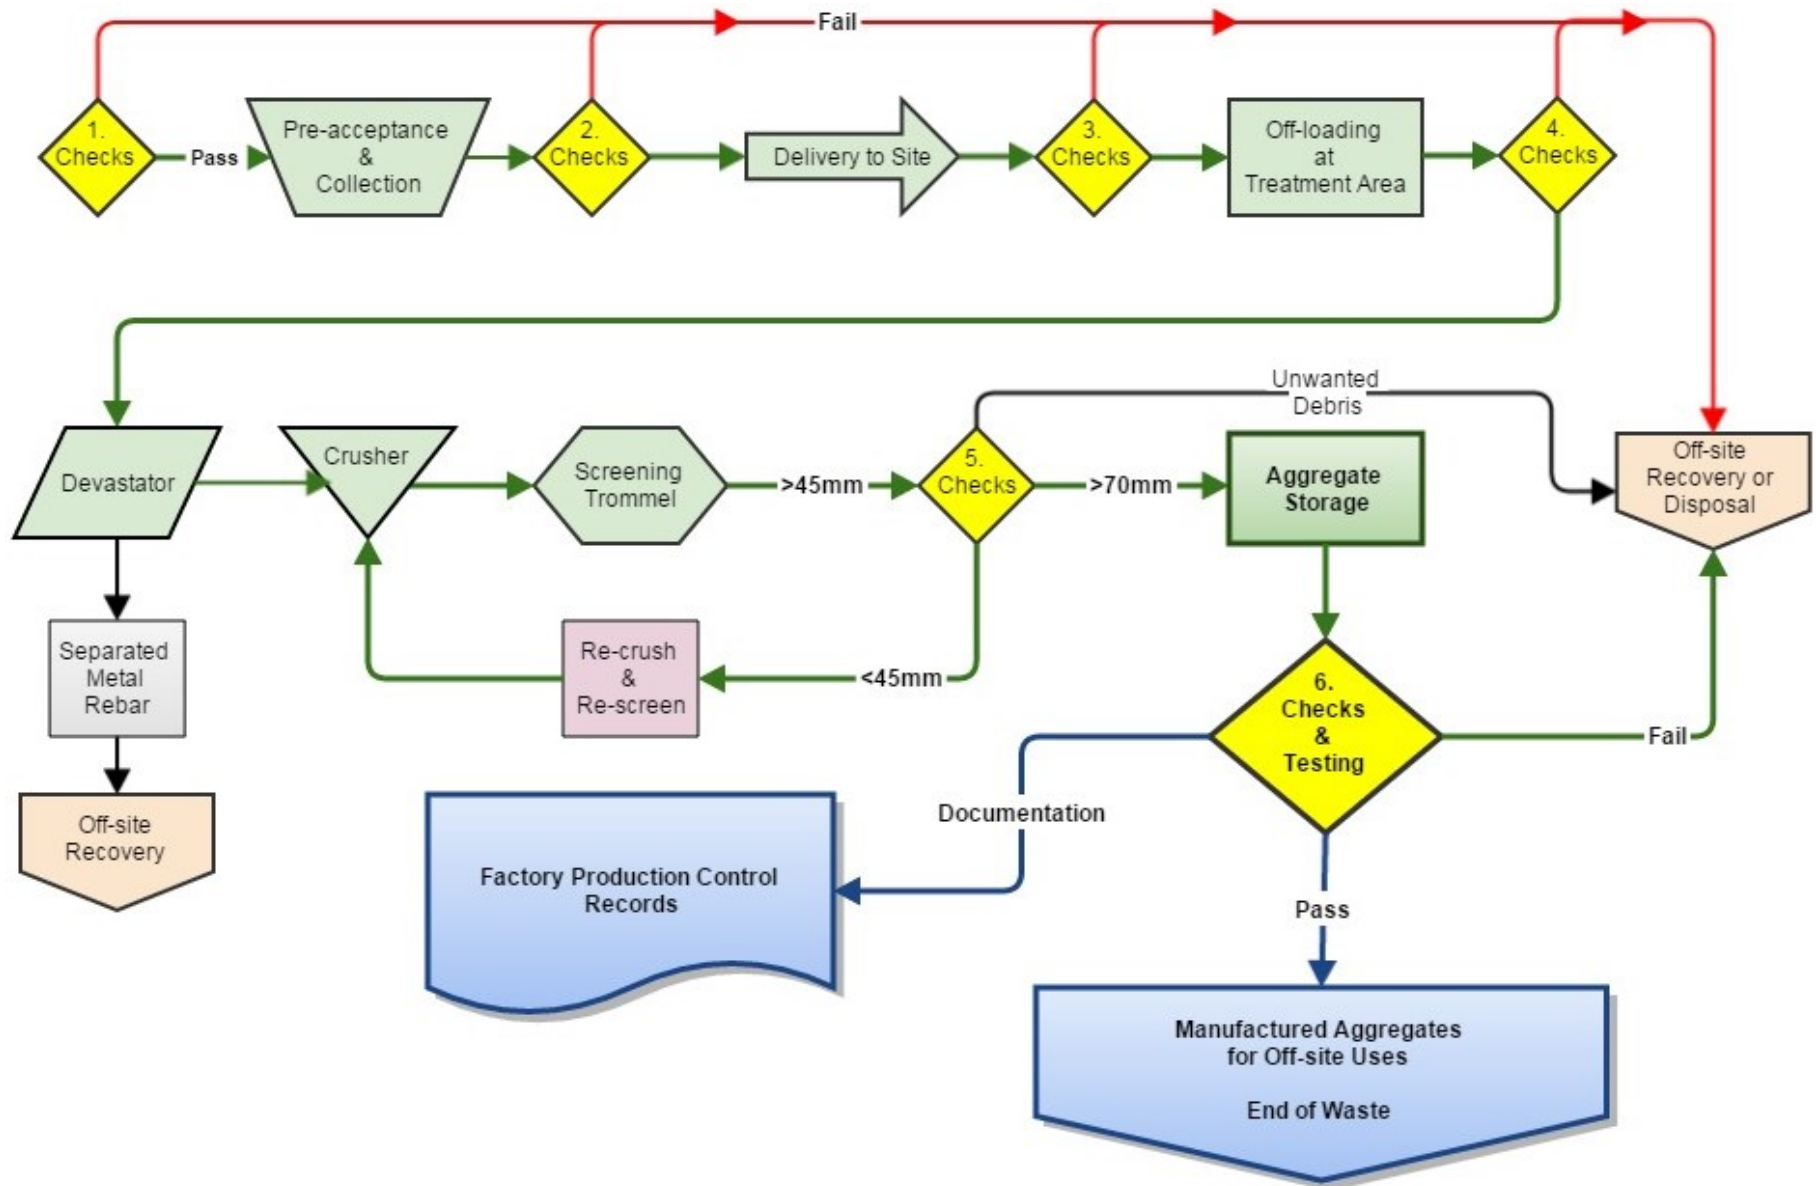 Fail
1.
Checks
Pass
Pre-acceptance
&
Collection
2.
Checks
Delivery to Site
3.
Checks
Off-loading
at
Treatment Area
4.
Checks
Unwanted
Debris
Devastator
Crusher
Screening
Trommel
>45mm
5.
Checks
>70mm
Aggregate
Storage
Off-site
Recovery or
Disposal
Separated
Metal
Rebar
Re-crush
&
Re-screen
<45mm
6.
Checks
&
Testing
Fail
Off-site
Recovery
Documentation
Factory Production Control
Records
Pass
Manufactured Aggregates
for Off-site Uses
End of Waste